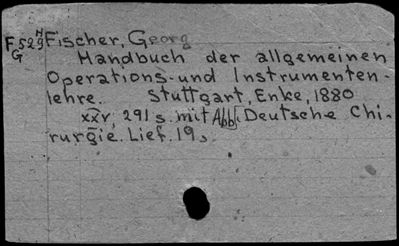 H
F529 Fischer, Georg
G
Handbuch der allgemeinen
Operations-und Instrumenten-
lehre. Stuttgart, Enke, 1880
xxv, 291 s. mit Abb. Deutsche Chi-
rurgie. Lief. 19